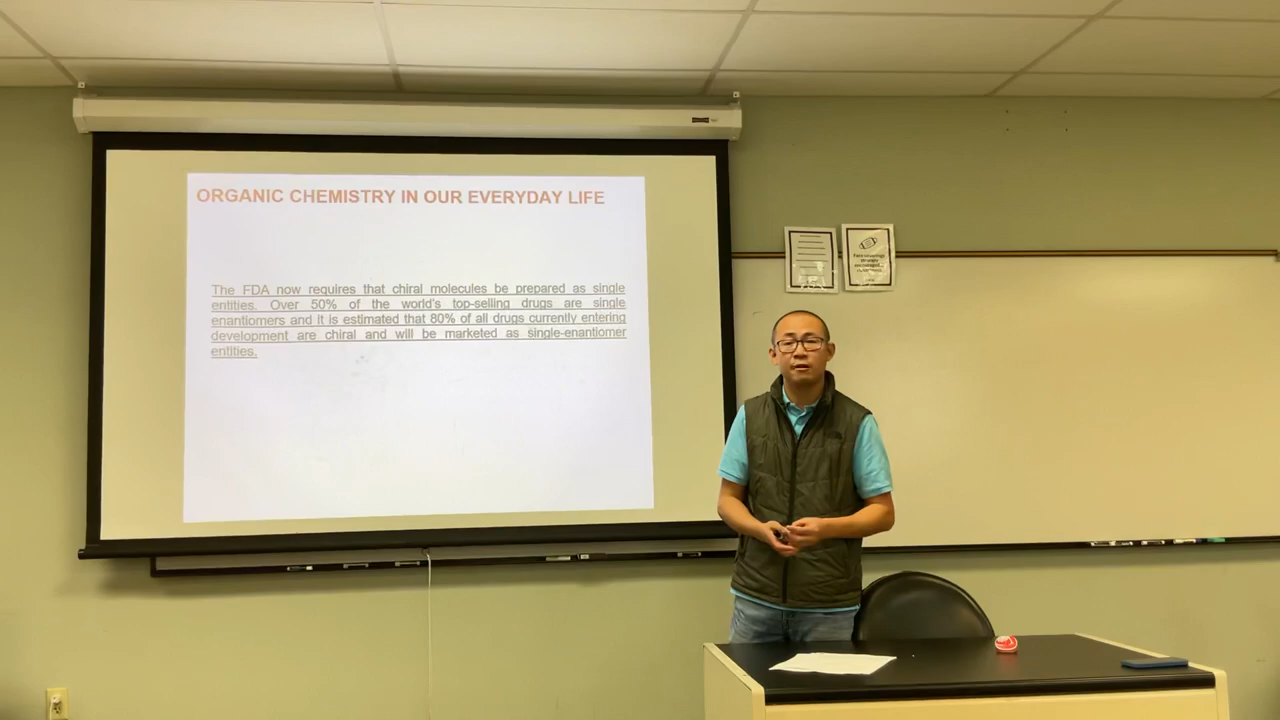 ORGANIC CHEMISTRY IN OUR EVERYDAY LIFE
The FDA now requires that chiral molecules be prepared as single
entities. Over 50% of the world's top-selling drugs are single
enantiomers and it is estimated that 80% of all drugs currently entering
development are chiral and will be marketed as single-enantiomer
entities.
Face coverings